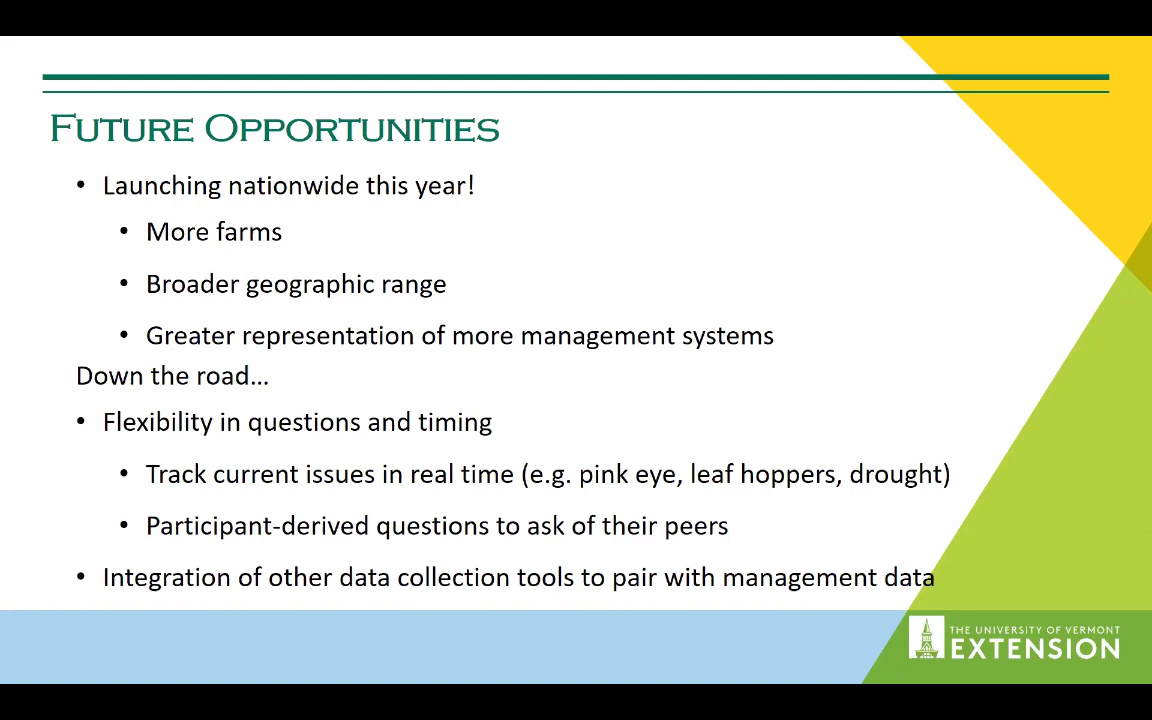 Future Opportunities
• Launching nationwide this year!
• More farms
• Broader geographic range
• Greater representation of more management systems
Down the road...
• Flexibility in questions and timing
• Track current issues in real time (e.g. pink eye, leaf hoppers, drought)
• Participant-derived questions to ask of their peers
• Integration of other data collection tools to pair with management data
THE UNIVERSITY OF VERMONT
EXTENSION